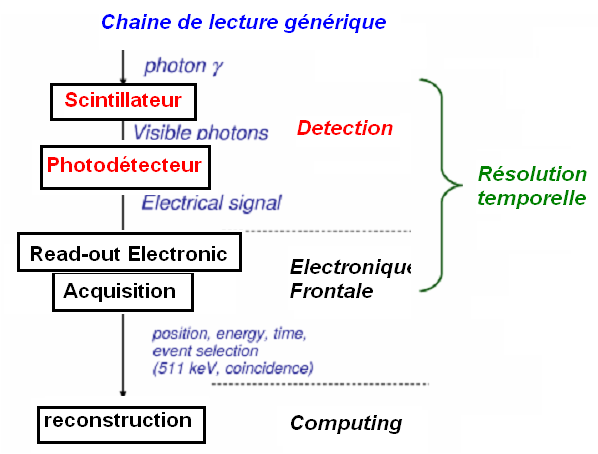 Chaine de lecture générique
photon γ
Scintillateur
Visible photons
Detection
Photodétecteur
Résolution
temporelle
Electrical signal
Read-out Electronic
Electronique
Frontale
Acquisition
position, energy, time,
event selection
(511 keV, coincidence)
reconstruction
Computing